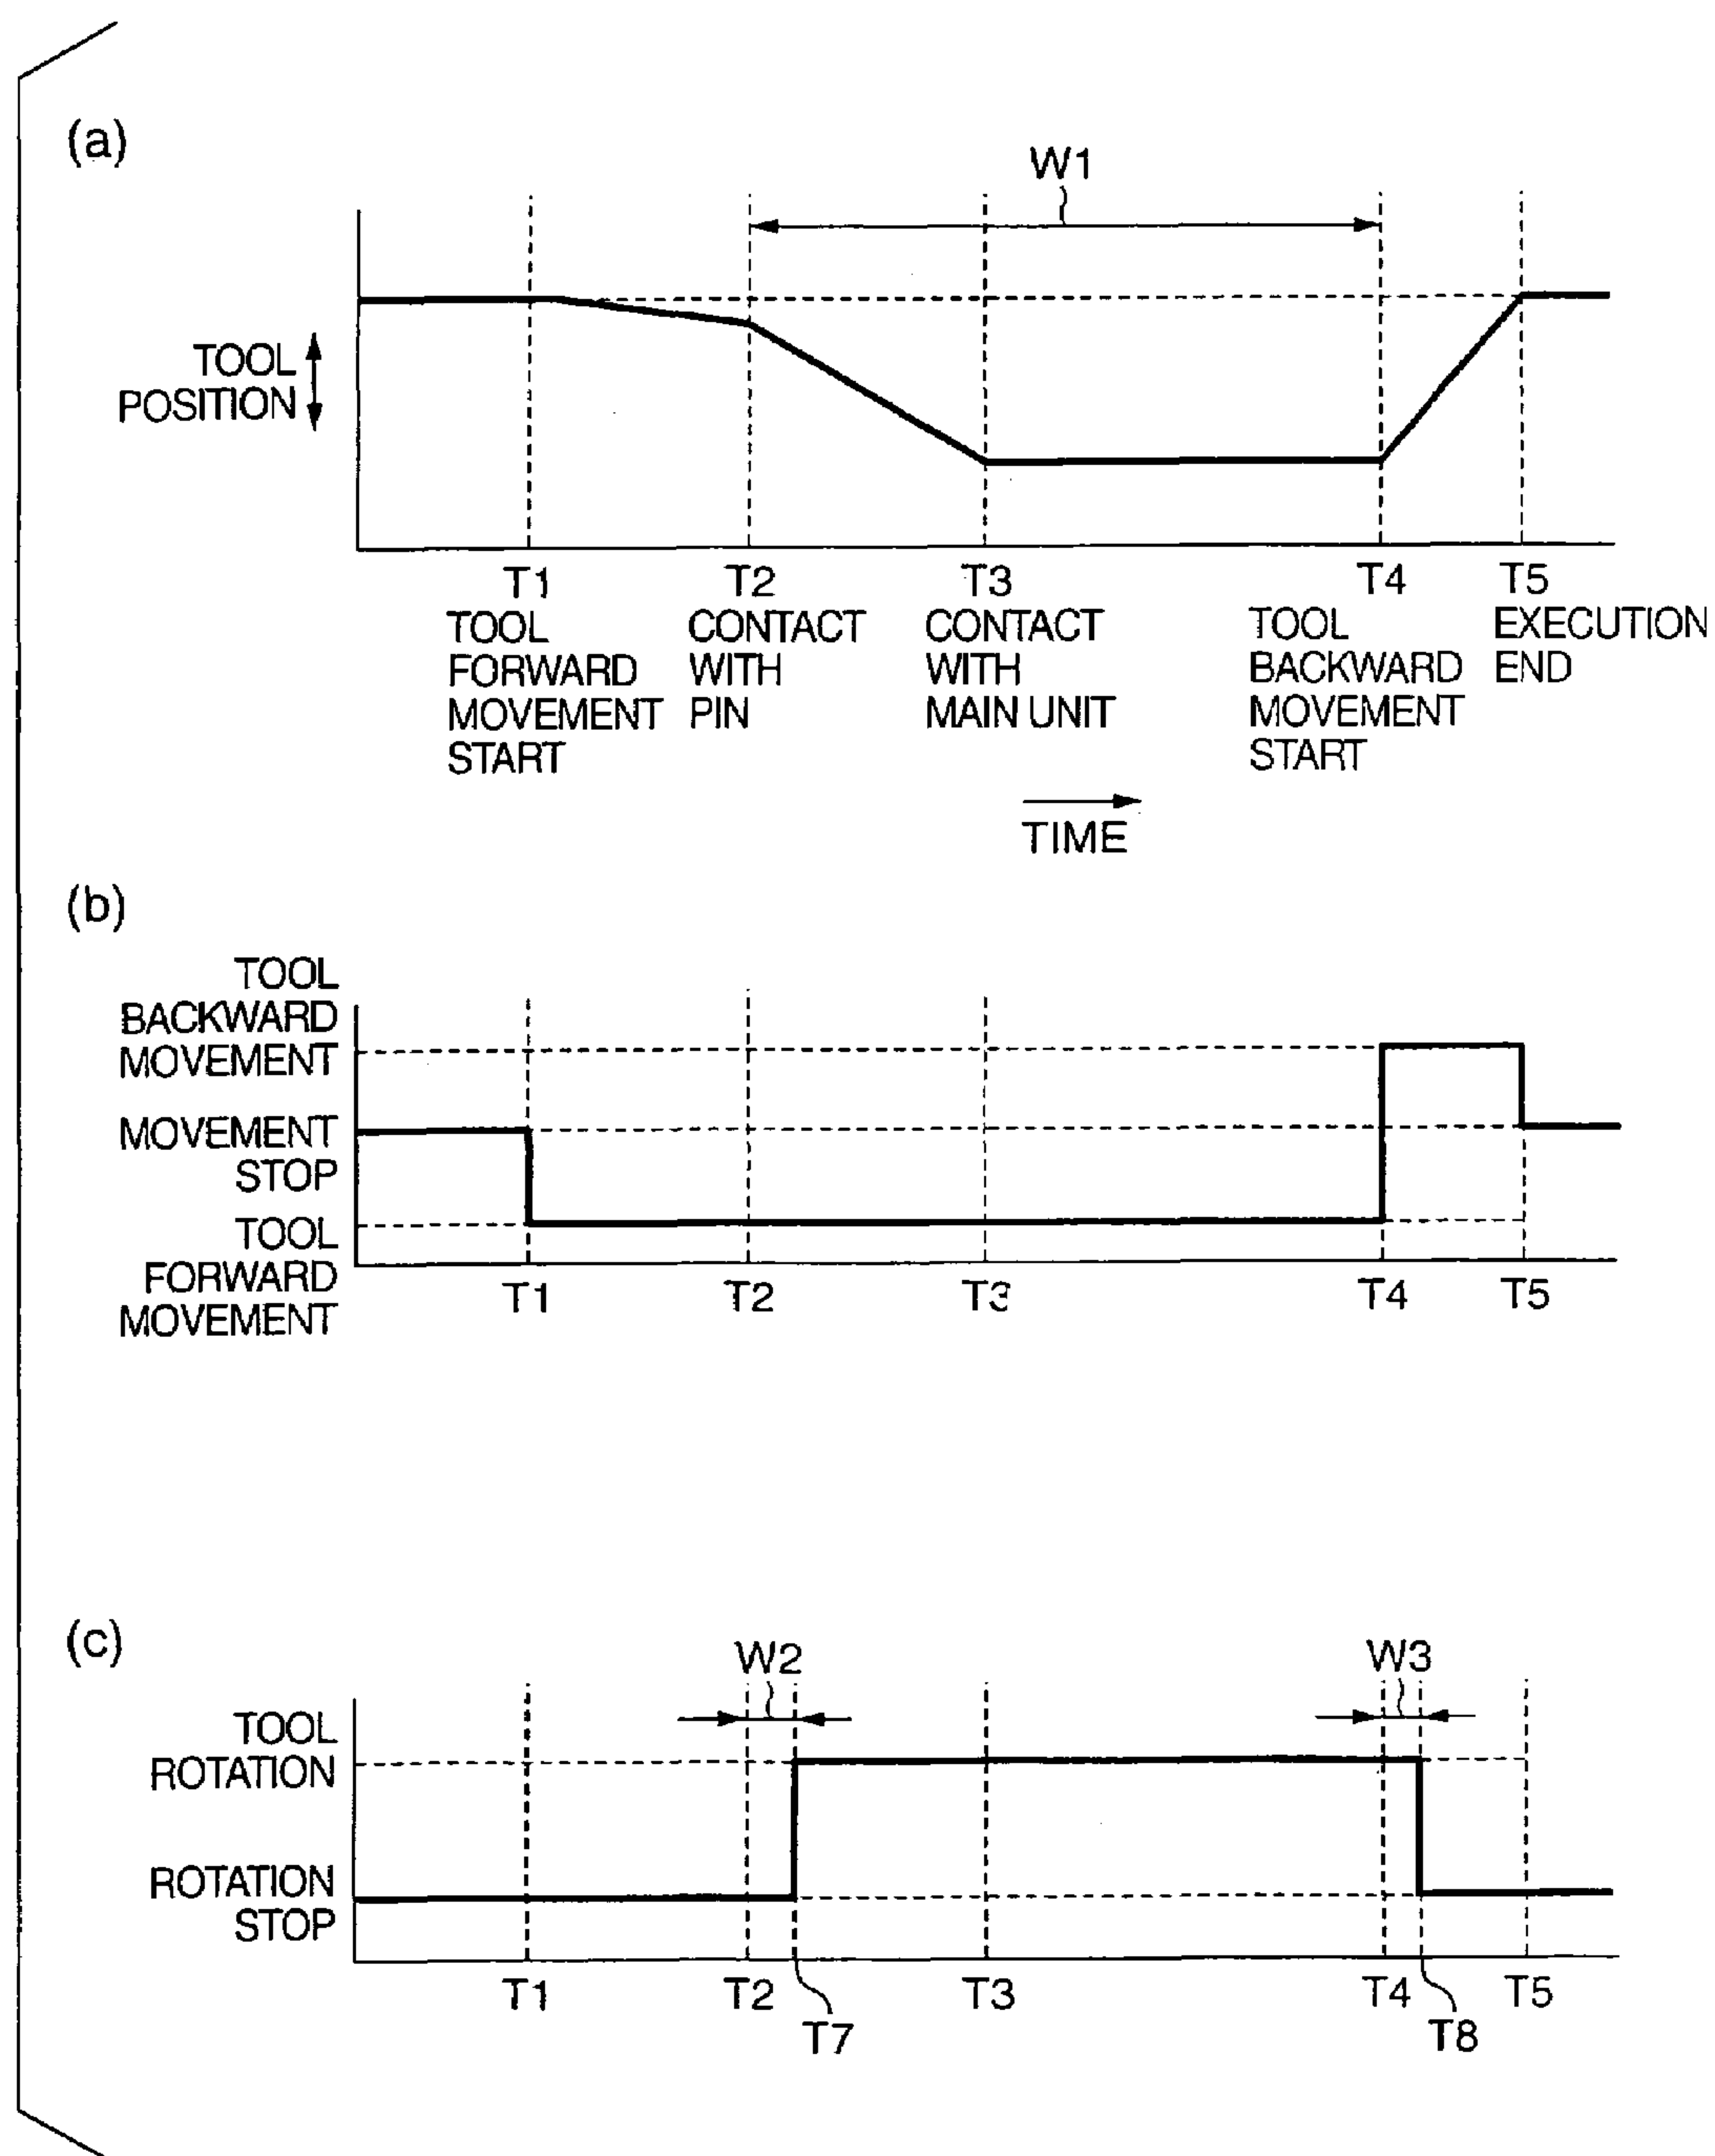 (a)
W1
TOOL
POSITION
T1
TOOL
FORWARD
MOVEMENT
START
T2
CONTACT
WITH
PIN
T3
CONTACT
WITH
MAIN UNIT
T4
TOOL
BACKWARD
MOVEMENT
START
T5
EXECUTION
END
TIME
(b)
TOOL
BACKWARD
MOVEMENT
MOVEMENT
STOP
TOOL
FORWARD
MOVEMENT
T1 T2 T3 T4 T5
(c)
W2 W3
TOOL
ROTATION
ROTATION
STOP
T1 T2 T3 T4 T5
T7 T8